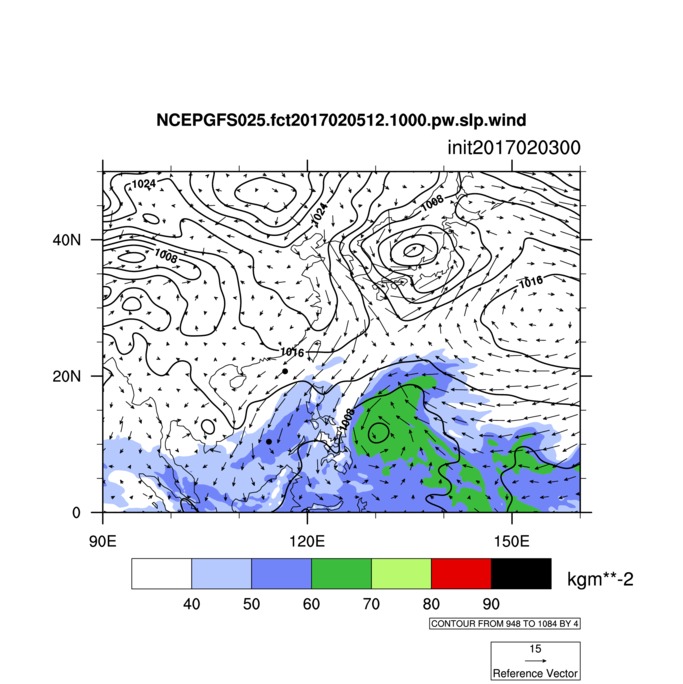 NCEPGFS025.fct2017020512.1000.pw.slp.wind
init2017020300
1024
1024
1008
1008
1016
1016
1008
40N
20N
0
90E 120E 150E
40 50 60 70 80 90
kgm**-2
CONTOUR FROM 948 TO 1084 BY 4
15
Reference Vector